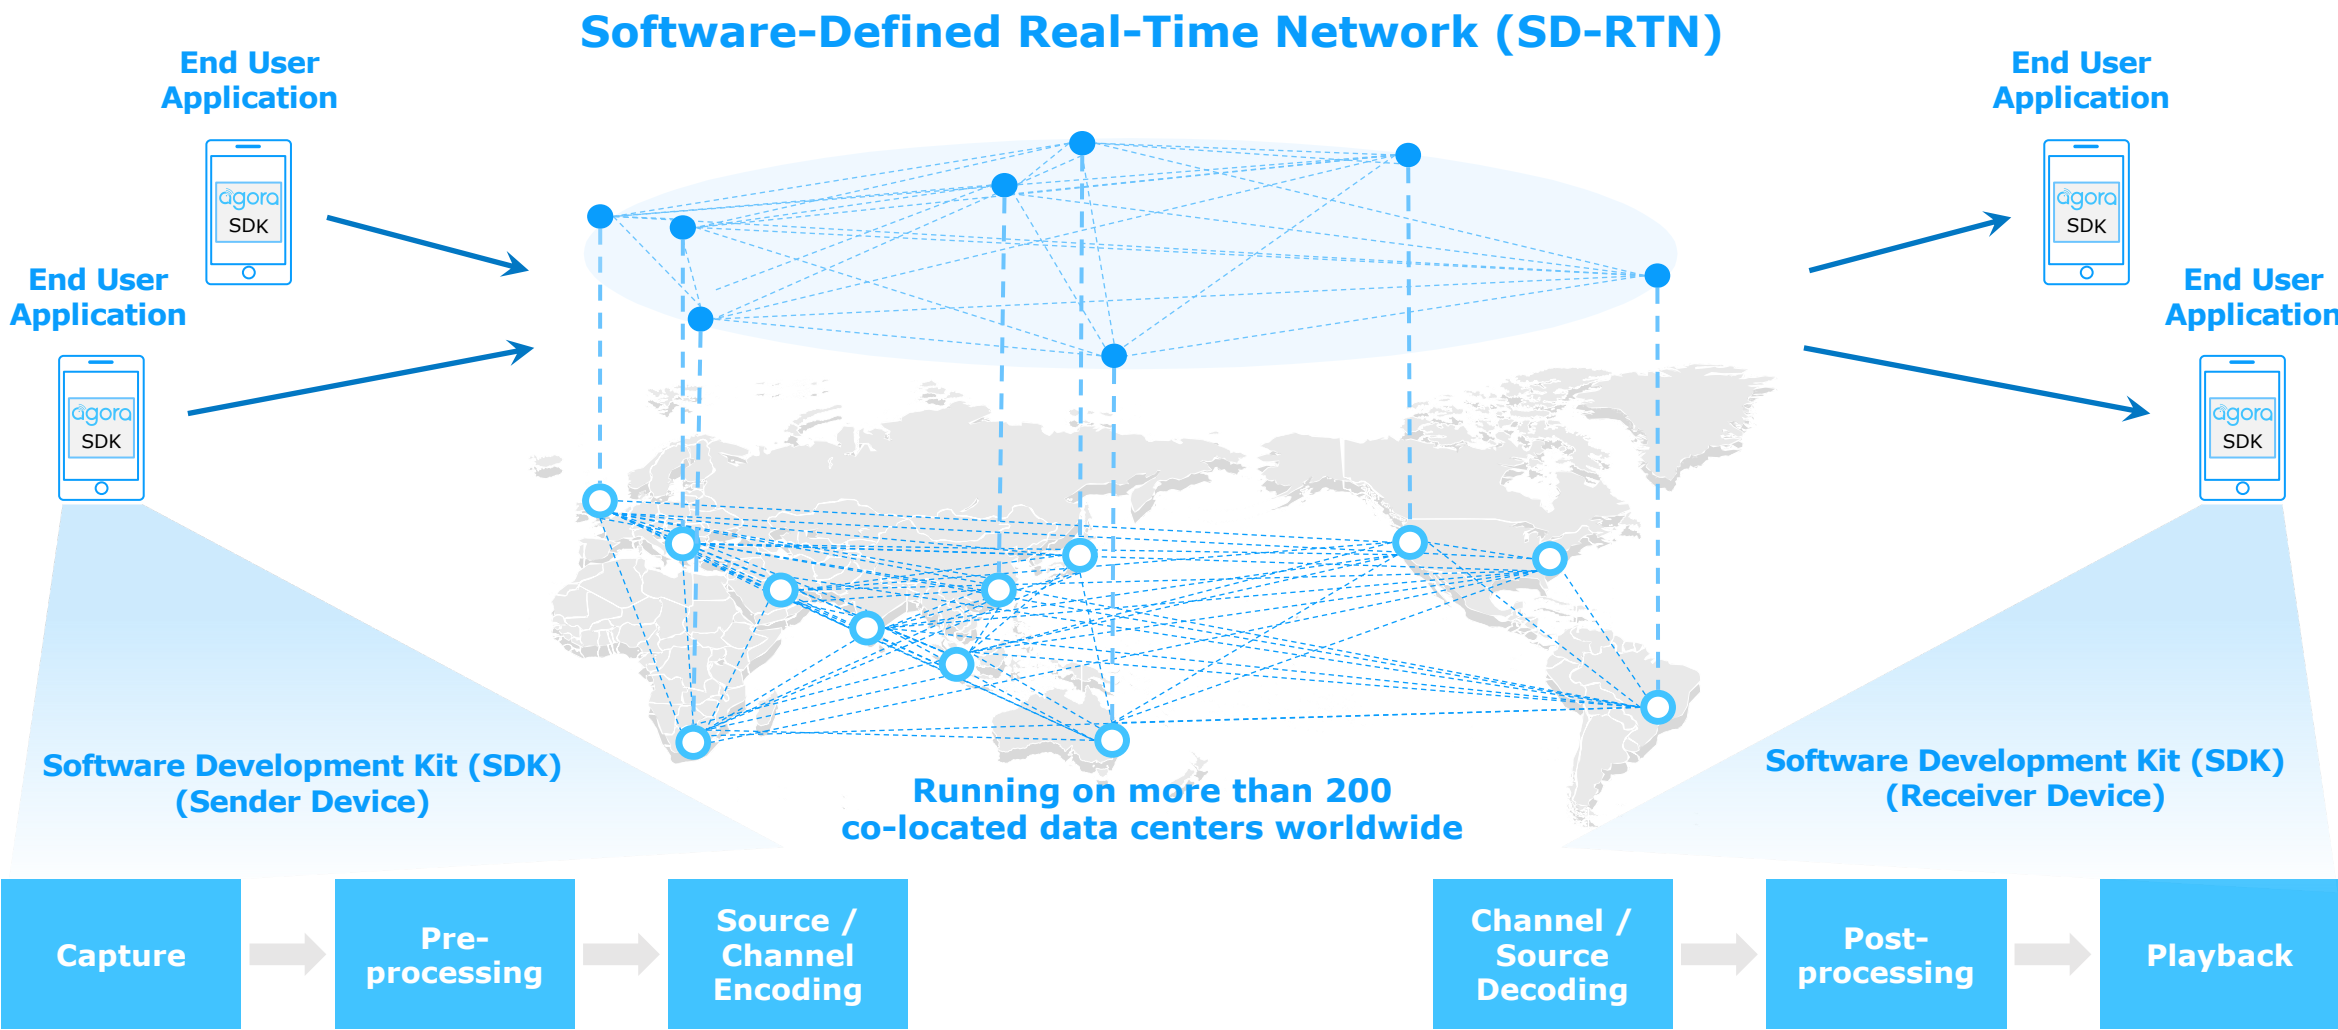 Software-Defined Real-Time Network (SD-RTN)
End User
Application
agora
SDK
End User
Application
agora
SDK
End User
Application
agora
SDK
End User
Application
agora
SDK
Software Development Kit (SDK)
(Sender Device)
Running on more than 200
co-located data centers worldwide
Software Development Kit (SDK)
(Receiver Device)
Capture
Pre-
processing
Source /
Channel
Encoding
Channel /
Source
Decoding
Post-
processing
Playback